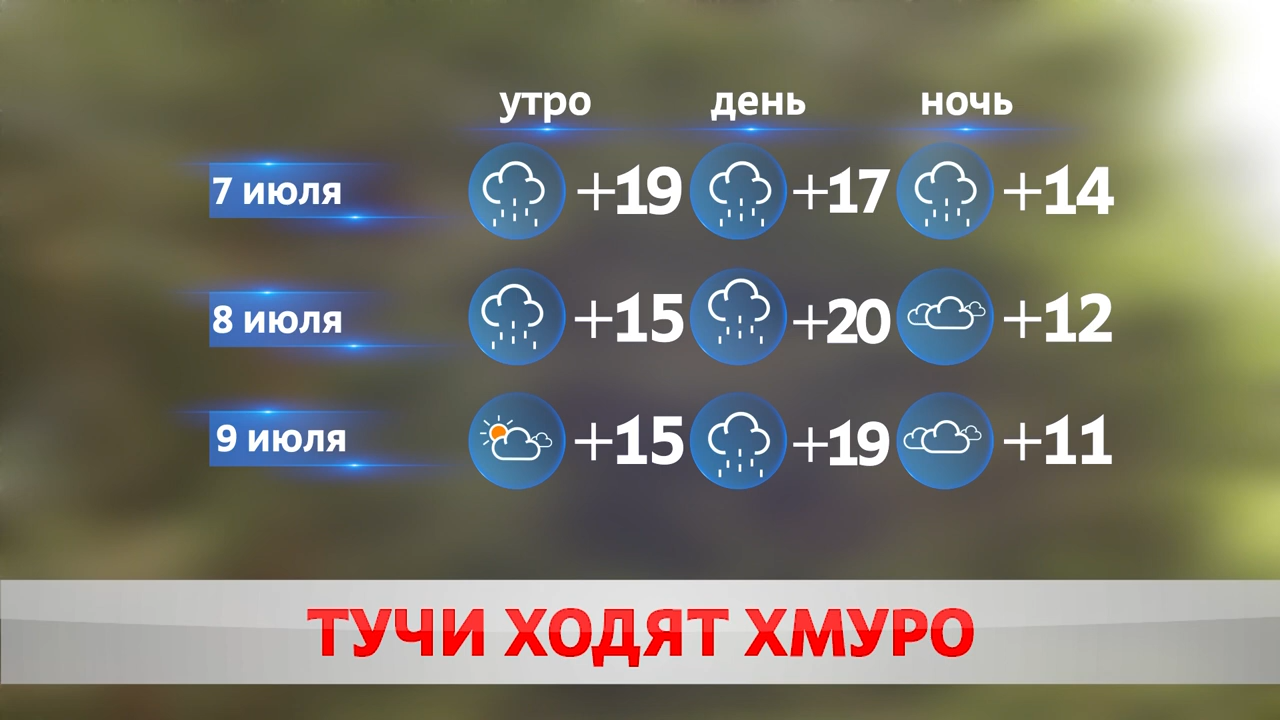 утро день ночь
7 июля +19 +17 +14
8 июля +15 +20 +12
9 июля +15 +19 +11
ТУЧИ ХОДЯТ ХМУРО